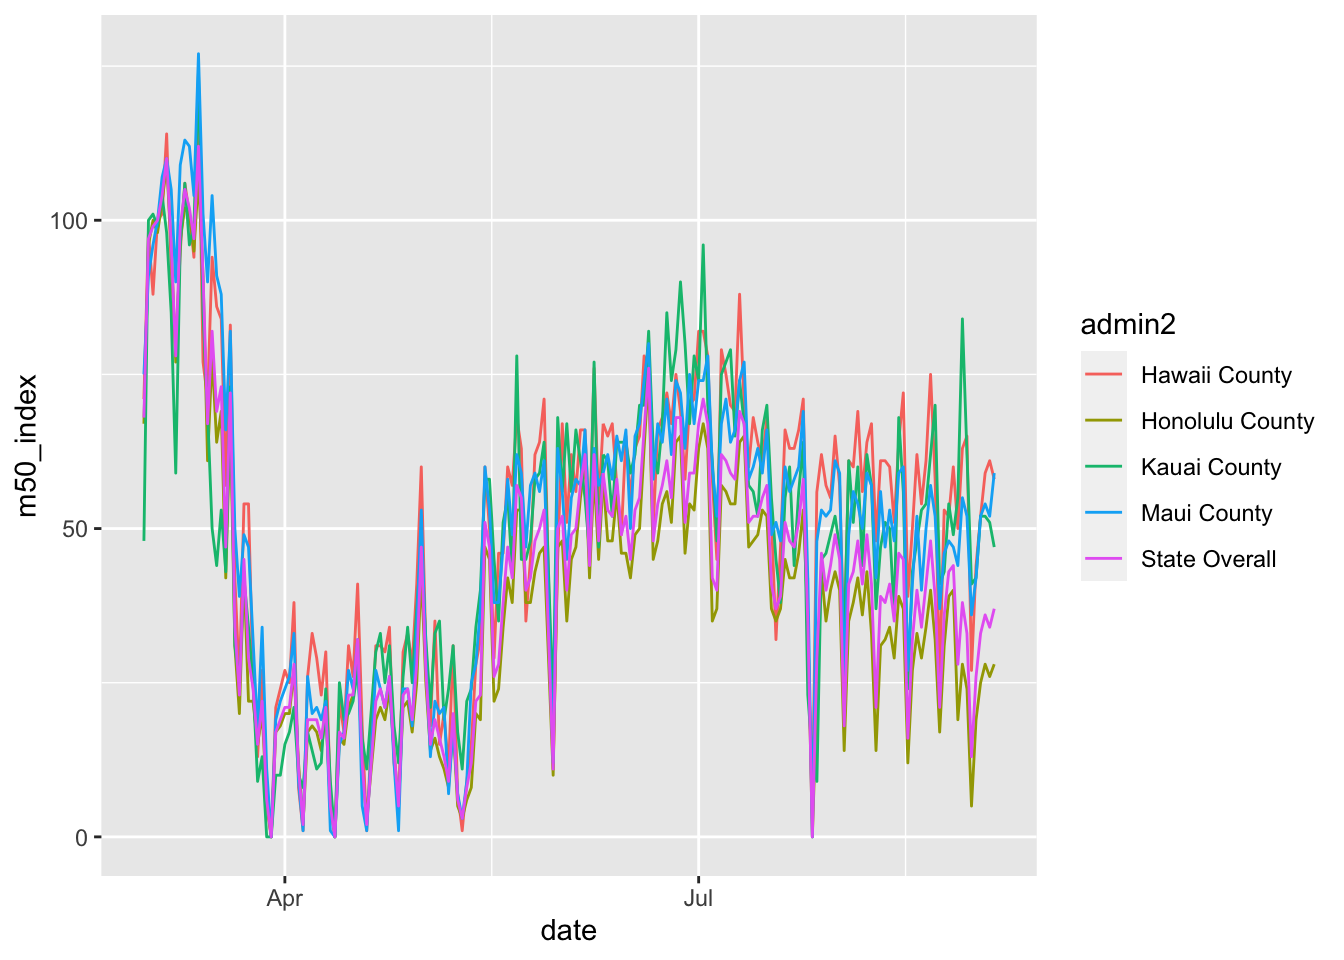 m50_index
100
50
0
Apr
Jul
date
admin2
Hawaii County
Honolulu County
Kauai County
Maui County
State Overall